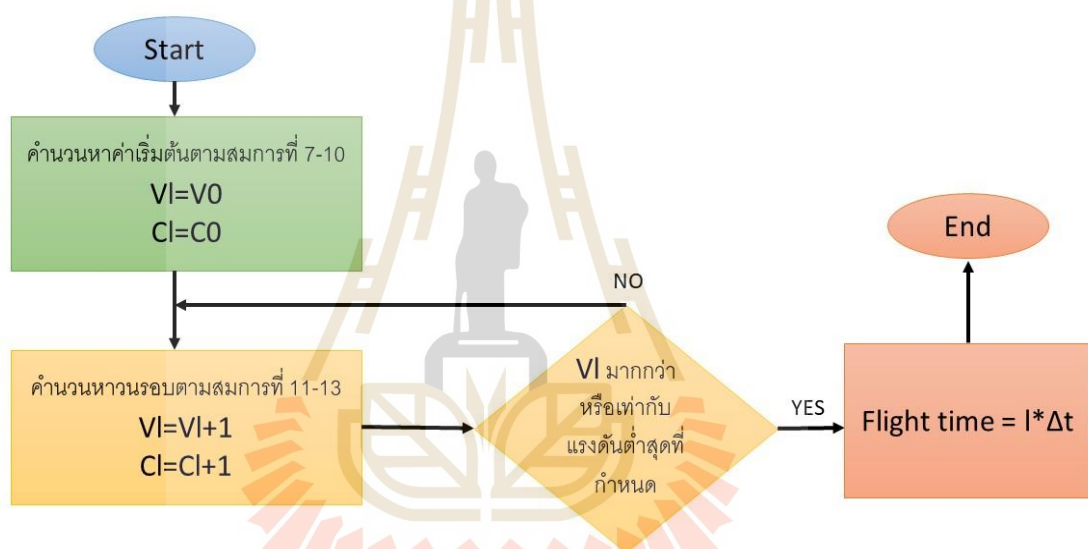 Start
คำนวนหาค่าเริ่มต้นตามสมการที่ 7-10
Vl=V0
Cl=C0
คำนวนหาวนรอบตามสมการที่ 11-13
Vl=Vl+1
Cl=Cl+1
NO
Vl มากกว่า
หรือเท่ากับ
แรงดันต่ำสุดที่
กำหนด
YES
Flight time = l*Δt
End